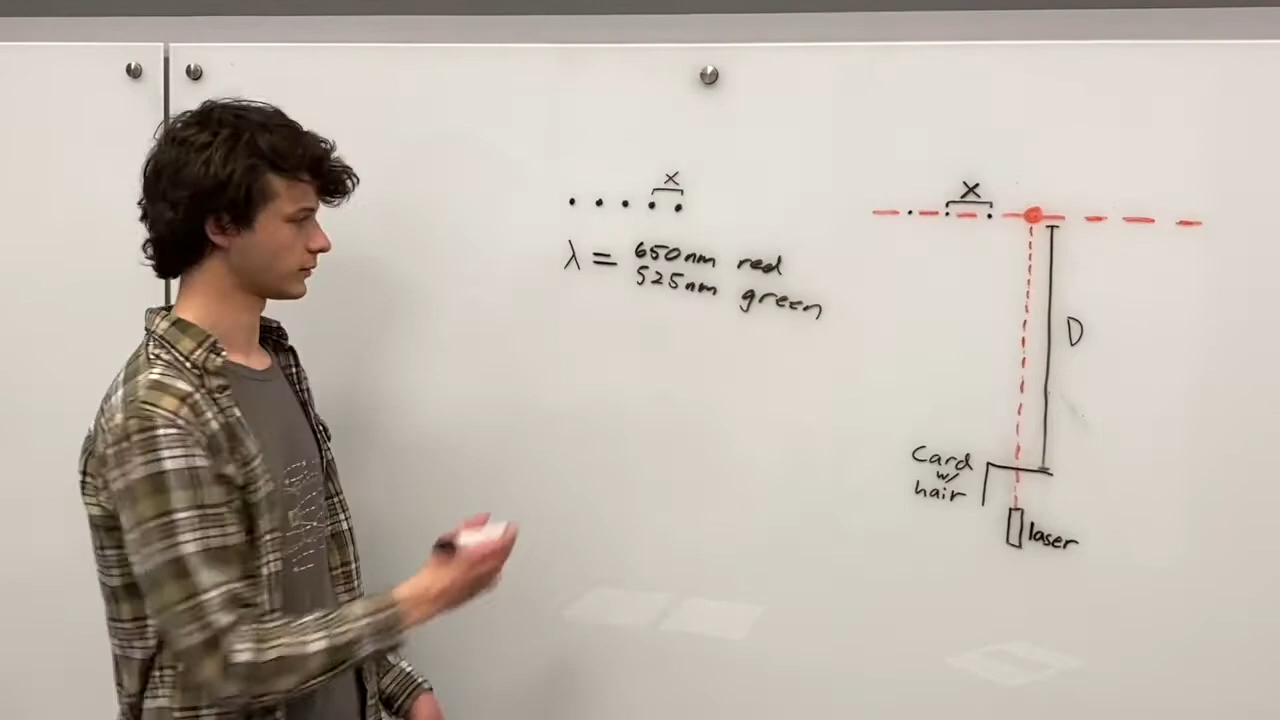 x
λ = 650nm red
525nm green
x
D
Card
w/
hair
laser